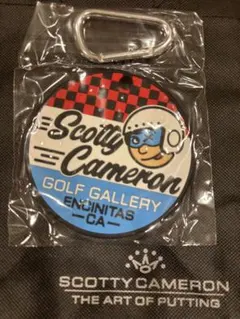 Scotty
Cameron
GOLF GALLERY
ENCINITAS
CA
SCOTTY CAMERON
THE ART OF PUTTING